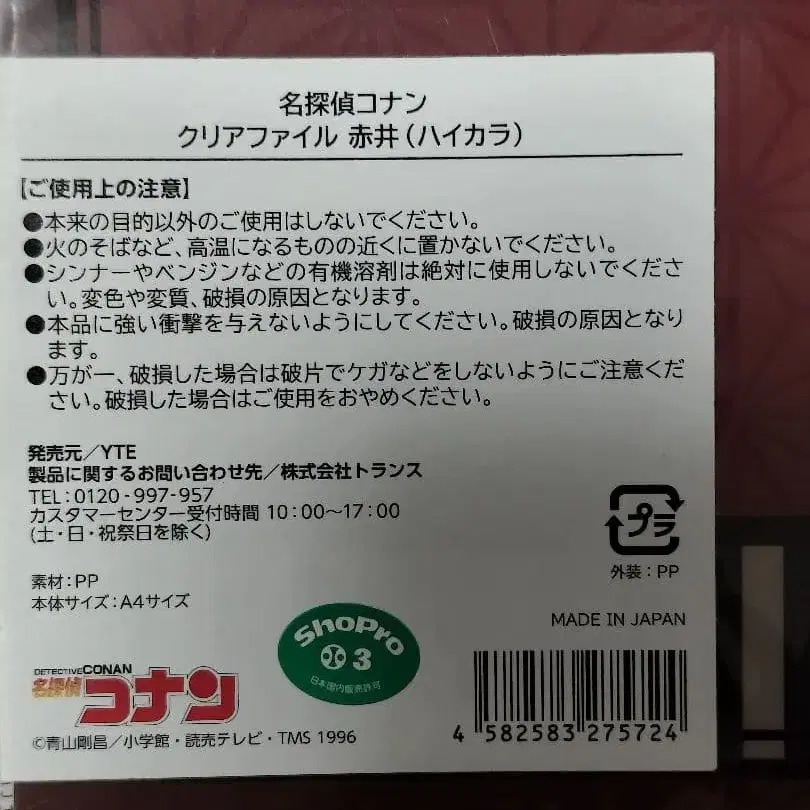 名探偵コナン
クリアファイル 赤井（ハイカラ）
【ご使用上の注意】
●本来の目的以外のご使用はしないでください。
●火のそばなど、高温になるものの近くに置かないでください。
●シンナーやベンジンなどの有機溶剤は絶対に使用しないでくださ
い。変色や変質、破損の原因となります。
●本品に強い衝撃を与えないようにしてください。破損の原因となり
ます。
●万が一、破損した場合は破片でケガなどをしないようにご注意くだ
さい。破損した場合はご使用をおやめください。
発売元／YTE
製品に関するお問い合わせ先／株式会社トランス
TEL：0120-997-957
カスタマーセンター受付時間 10：00〜17：00
(土・日・祝祭日を除く)
プラ
外装：PP
素材：PP
本体サイズ：A4サイズ
MADE IN JAPAN
ShoPro
3
日本国内販売許可
DETECTIVE CONAN
名探偵
コナン
©青山剛昌／小学館・読売テレビ・TMS 1996
4 582583 275724